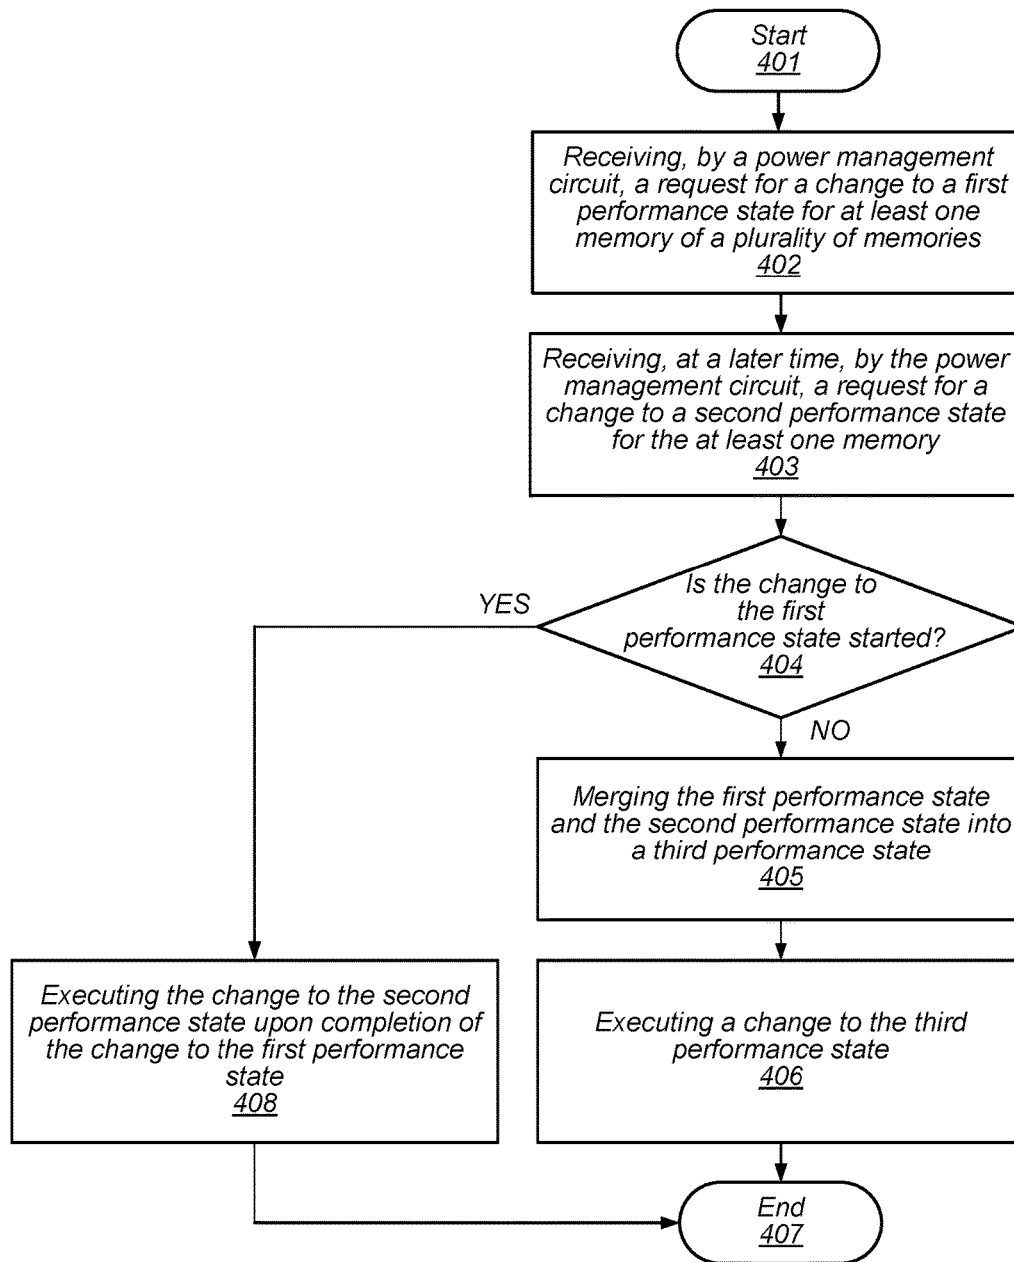 Start
401
Receiving, by a power management
circuit, a request for a change to a first
performance state for at least one
memory of a plurality of memories
402
Receiving, at a later time, by the power
management circuit, a request for a
change to a second performance state
for the at least one memory
403
Is the change to
the first
performance state started?
404
YES
NO
Merging the first performance state
and the second performance state into
a third performance state
405
Executing the change to the second
performance state upon completion of
the change to the first performance
state
408
Executing a change to the third
performance state
406
End
407